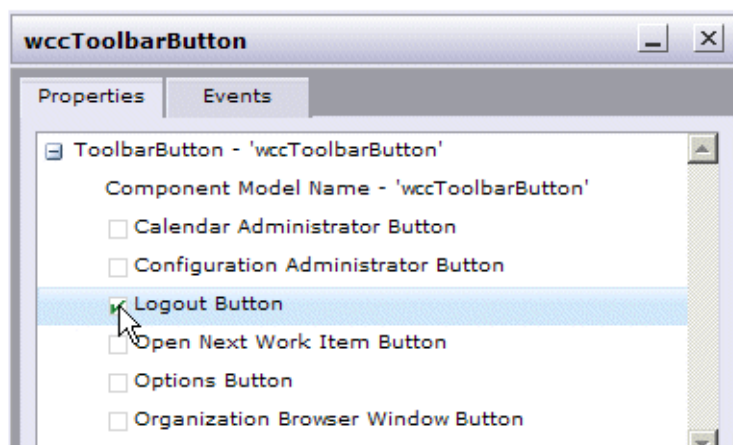 wccToolbarButton
Properties Events
ToolbarButton - 'wccToolbarButton'
Component Model Name - 'wccToolbarButton'
Calendar Administrator Button
Configuration Administrator Button
Logout Button
Open Next Work Item Button
Options Button
Organization Browser Window Button